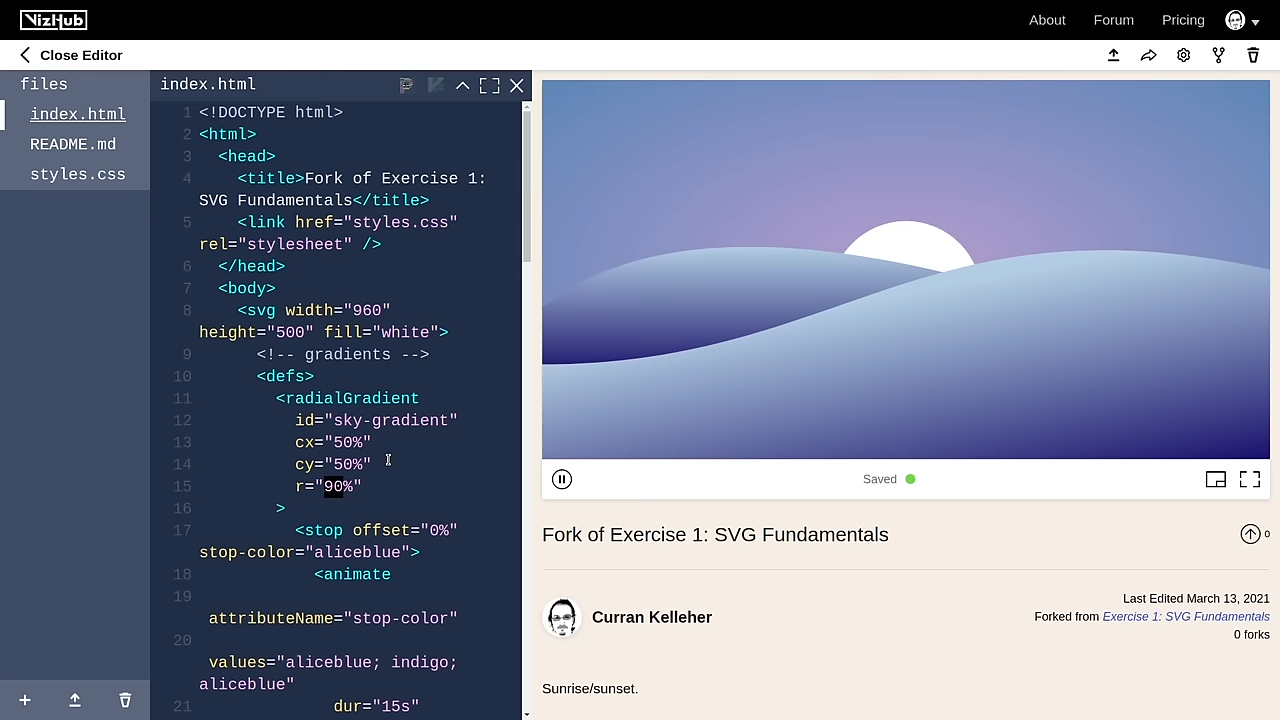 VizHub
About Forum Pricing
Close Editor
files
index.html
README.md
styles.css
index.html
1 <!DOCTYPE html>
2 <html>
3 <head>
4 <title>Fork of Exercise 1:
SVG Fundamentals</title>
5 <link href="styles.css"
rel="stylesheet" />
6 </head>
7 <body>
8 <svg width="960"
height="500" fill="white">
9 <!-- gradients -->
10 <defs>
11 <radialGradient
12 id="sky-gradient"
13 cx="50%"
14 cy="50%"
15 r="90%"
16 >
17 <stop offset="0%"
stop-color="aliceblue">
18 <animate
19
attributeName="stop-color"
20
values="aliceblue; indigo;
aliceblue"
21 dur="15s"
Saved
Fork of Exercise 1: SVG Fundamentals
0
Curran Kelleher
Last Edited March 13, 2021
Forked from Exercise 1: SVG Fundamentals
0 forks
Sunrise/sunset.